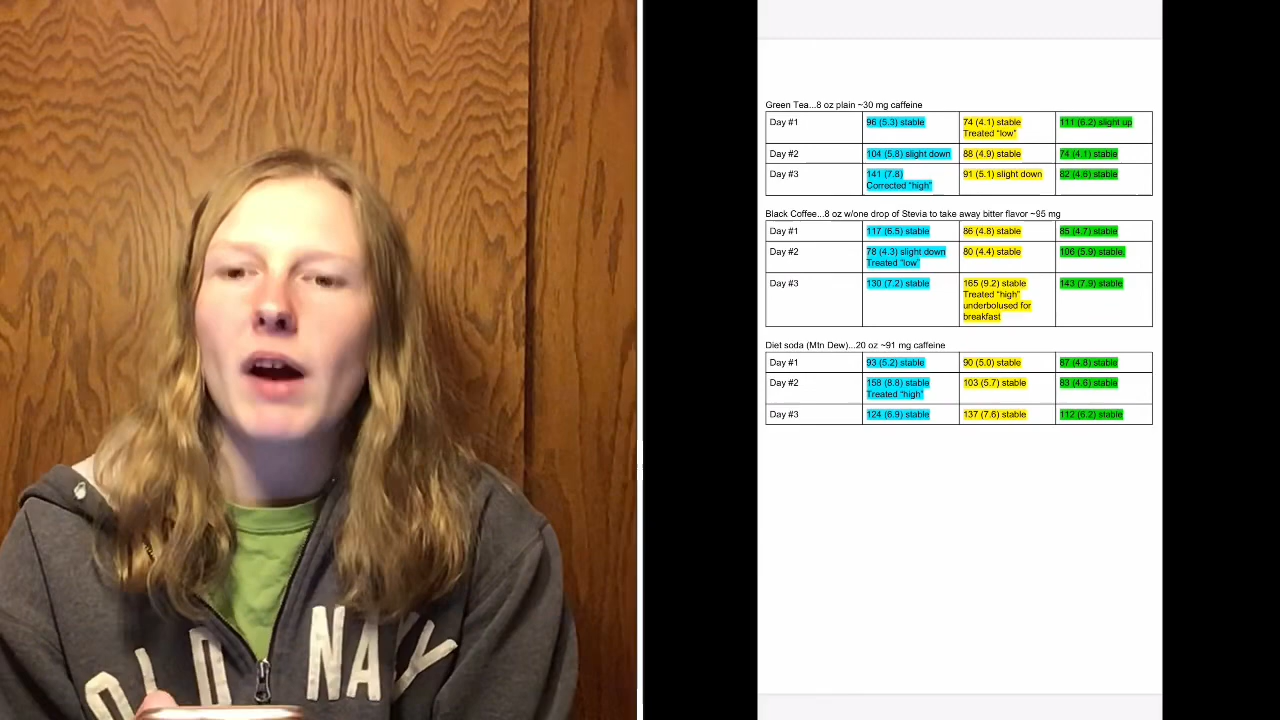 OLD NAVY
Green Tea...8 oz plain ~30 mg caffeine
Day #1 96 (5.3) stable 74 (4.1) stable 111 (6.2) slight up
Treated “low”
Day #2 104 (5.8) slight down 88 (4.9) stable 74 (4.1) stable
Day #3 141 (7.8) 91 (5.1) slight down 82 (4.6) stable
Corrected “high”
Black Coffee...8 oz w/one drop of Stevia to take away bitter flavor ~95 mg
Day #1 117 (6.5) stable 86 (4.8) stable 85 (4.7) stable
Day #2 78 (4.3) slight down 80 (4.4) stable 106 (5.9) stable.
Treated “low”
Day #3 130 (7.2) stable 165 (9.2) stable 143 (7.9) stable
Treated “high”
underbolused for
breakfast
Diet soda (Mtn Dew)...20 oz ~91 mg caffeine
Day #1 93 (5.2) stable 90 (5.0) stable 87 (4.8) stable
Day #2 158 (8.8) stable 103 (5.7) stable 83 (4.6) stable
Treated “high”
Day #3 124 (6.9) stable 137 (7.6) stable 112 (6.2) stable